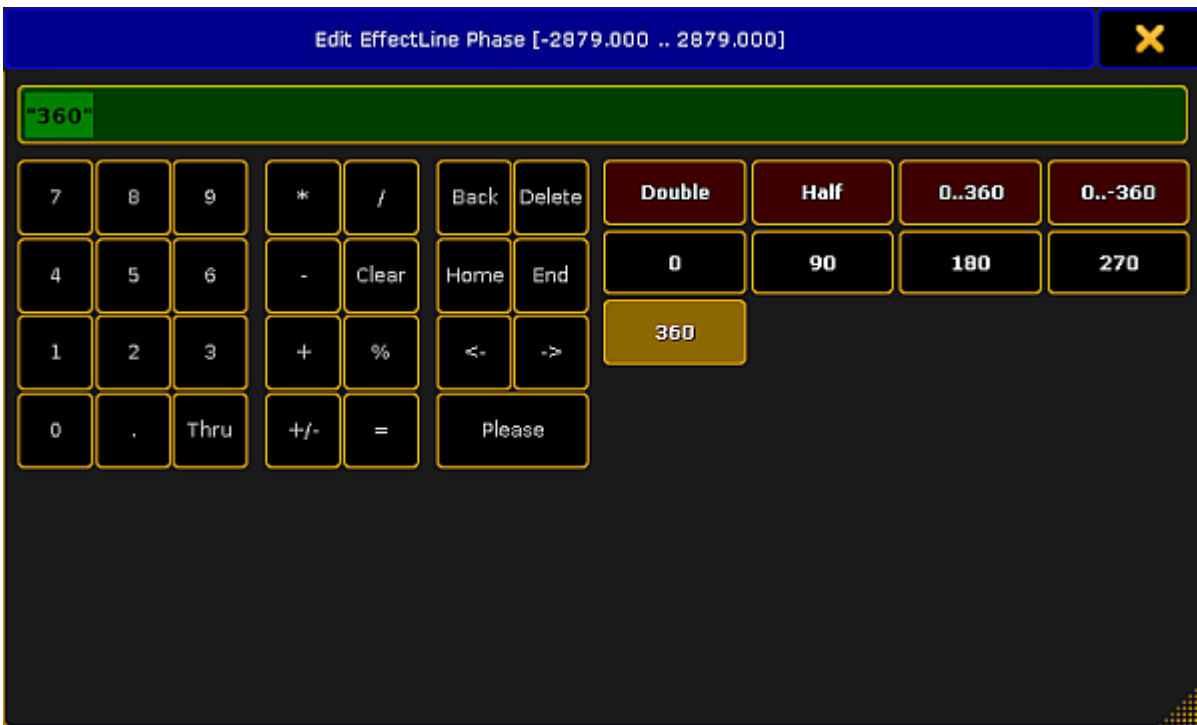 Edit EffectLine Phase [-2879.000 .. 2879.000]
"360"
7 8 9 * / Back Delete Double Half 0..360 0..-360
4 5 6 - Clear Home End 0 90 180 270
1 2 3 + % <- -> 360
0 . Thru +/- = Please